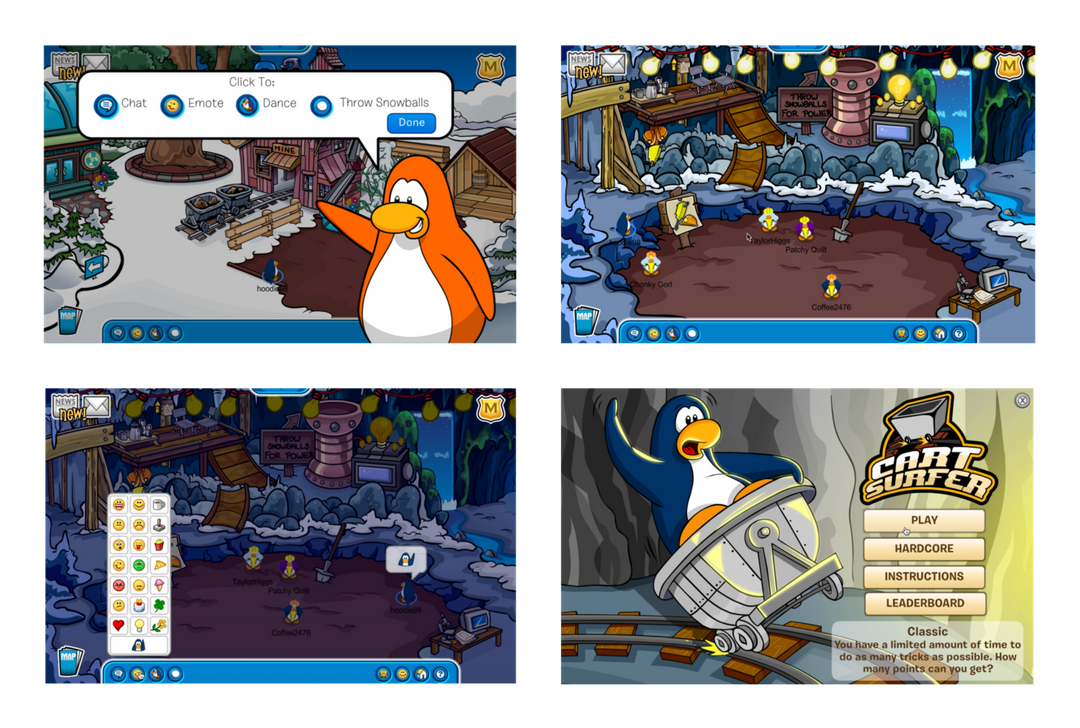 NEWS
new!
M
Click To:
Chat
Emote
Dance
Throw Snowballs
Done
MINE
hoodie98
MAP
NEWS
new!
M
THROW
SNOWBALLS
FOR POWER
TaylorHiggs
Patchy Quilt
Chonky Gorl
Coffee2476
MAP
?
NEWS
new!
M
THROW
SNOWBALLS
FOR POWER
TaylorHiggs
Patchy Quilt
hoodie98
Coffee2476
MAP
?
CART
SURFER
PLAY
HARDCORE
INSTRUCTIONS
LEADERBOARD
Classic
You have a limited amount of time to
do as many tricks as possible. How
many points can you get?